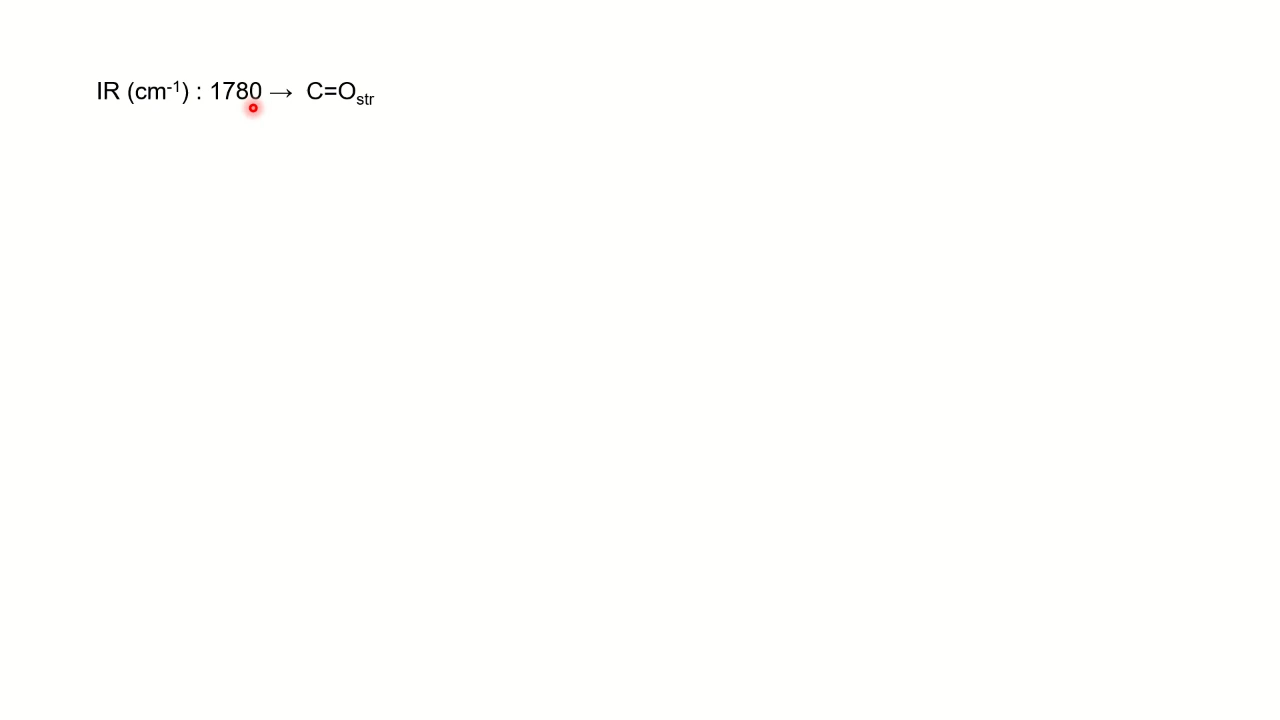 IR (cm⁻¹) : 1780 → C=Ostr